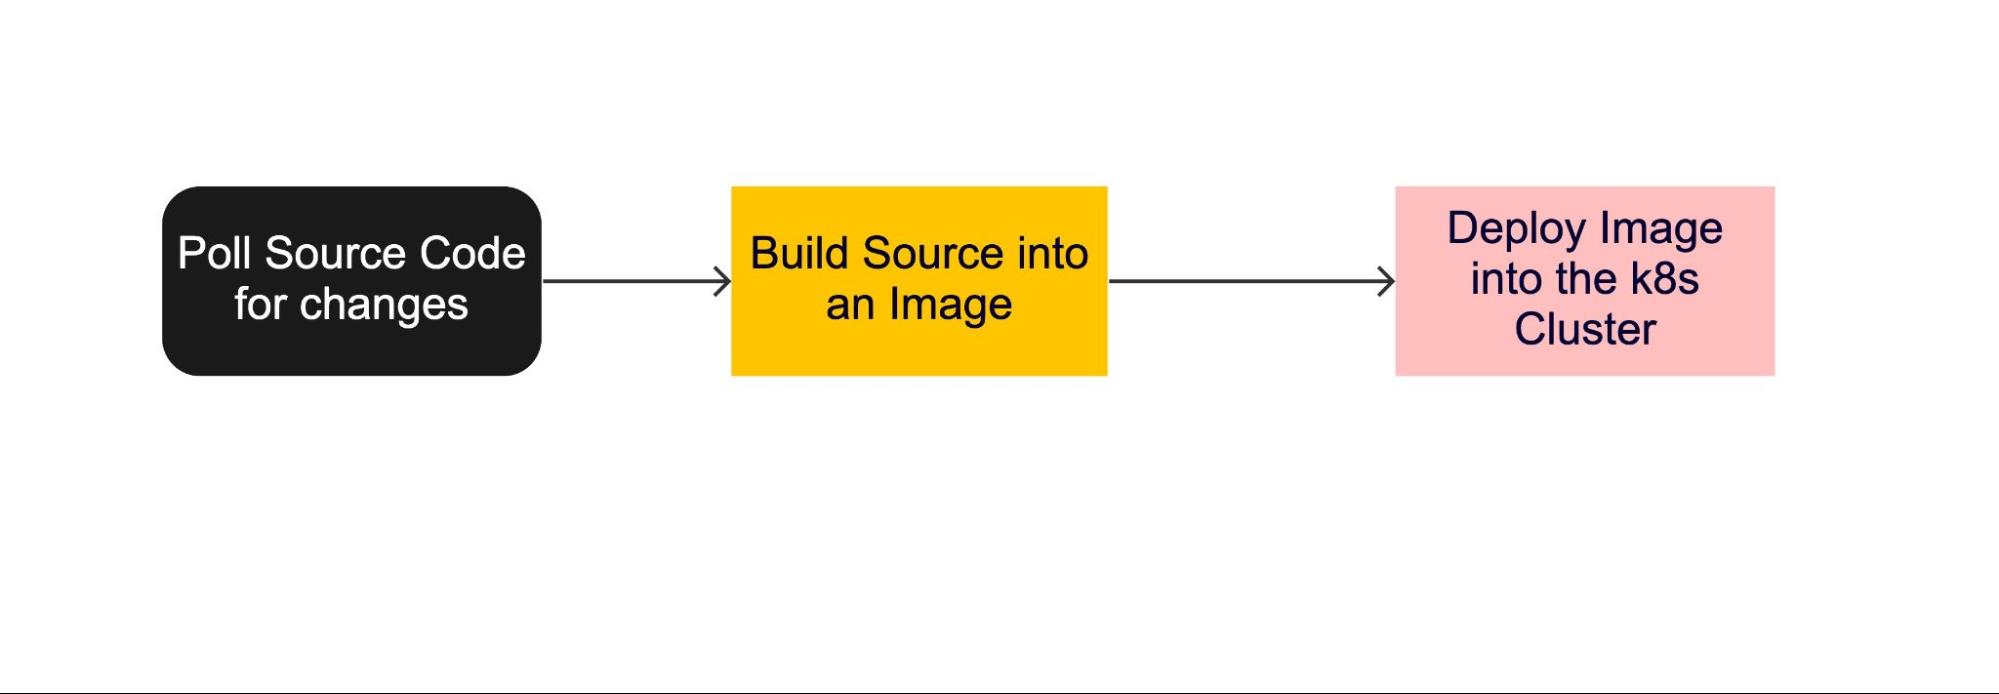 Poll Source Code
for changes
Build Source into
an Image
Deploy Image
into the k8s
Cluster